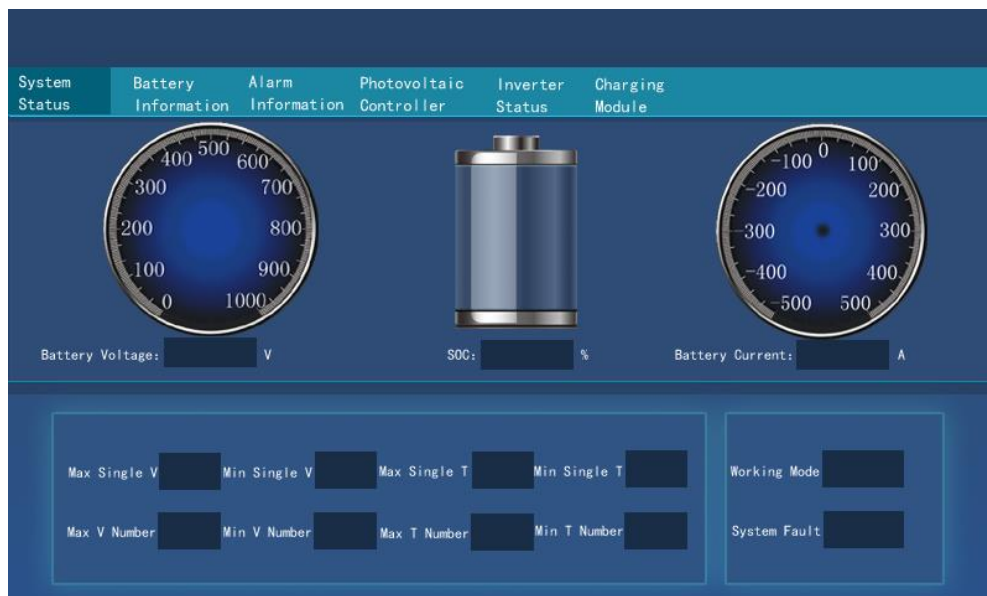 System Status
Battery Information
Alarm Information
Photovoltaic Controller
Inverter Status
Charging Module
0 100 200 300 400 500 600 700 800 900 1000
-500 -400 -300 -200 -100 0 100 200 300 400 500
Battery Voltage: V
SOC: %
Battery Current: A
Max Single V Min Single V Max Single T Min Single T
Working Mode
Max V Number Min V Number Max T Number Min T Number
System Fault